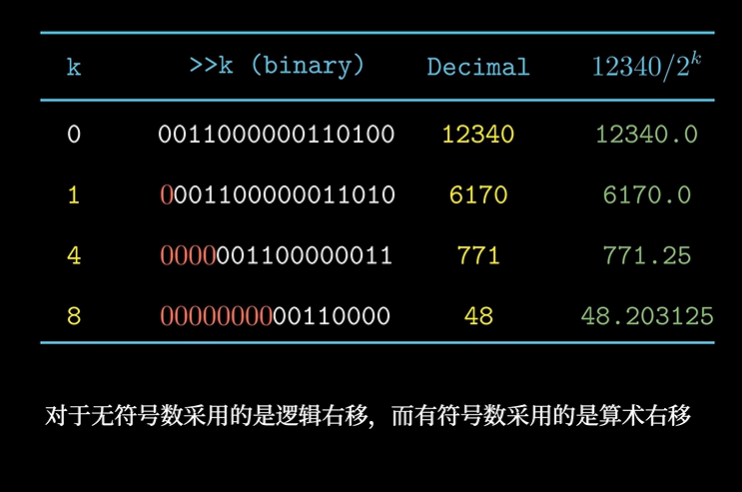 k >>k (binary) Decimal 12340/2^k
0 0011000000110100 12340 12340.0
1 0001100000011010 6170 6170.0
4 0000001100000011 771 771.25
8 0000000000110000 48 48.203125
对于无符号数采用的是逻辑右移，而有符号数采用的是算术右移